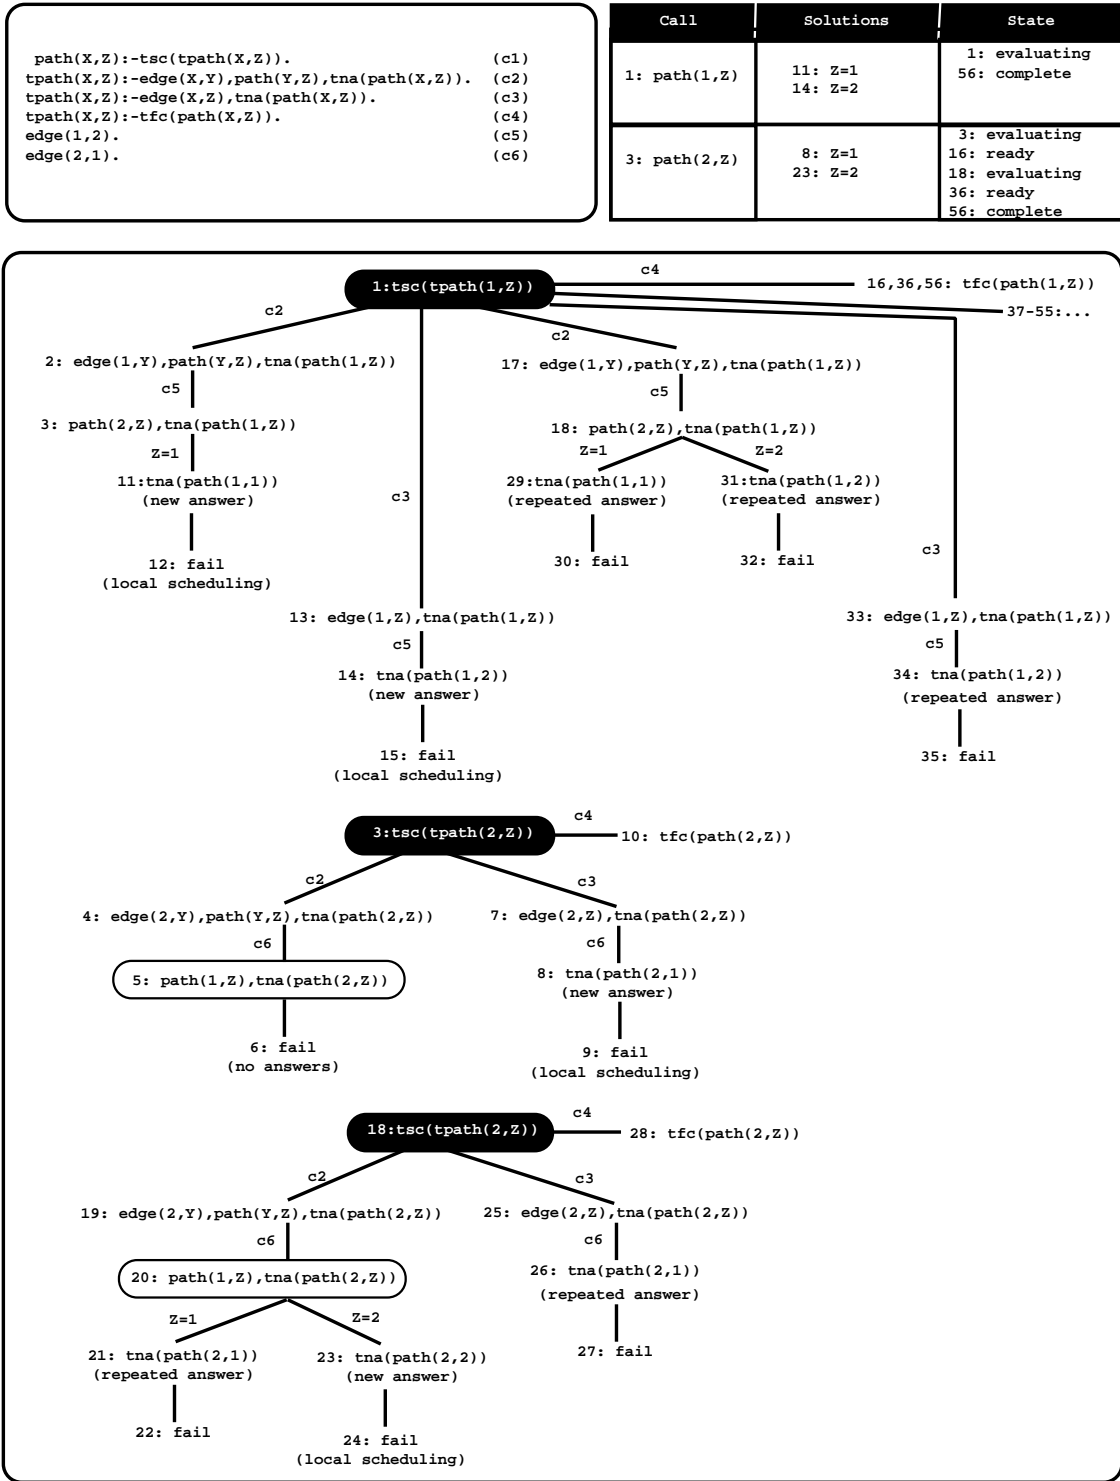 path(X,Z):-tsc(tpath(X,Z)). (c1)
tpath(X,Z):-edge(X,Y),path(Y,Z),tna(path(X,Z)). (c2)
tpath(X,Z):-edge(X,Z),tna(path(X,Z)). (c3)
tpath(X,Z):-tfc(path(X,Z)). (c4)
edge(1,2). (c5)
edge(2,1). (c6)
Call Solutions State
1: path(1,Z)
11: Z=1
14: Z=2
1: evaluating
56: complete
3: path(2,Z)
8: Z=1
23: Z=2
3: evaluating
16: ready
18: evaluating
36: ready
56: complete
1:tsc(tpath(1,Z))
c4
16,36,56: tfc(path(1,Z))
37-55:...
c2
c2
2: edge(1,Y),path(Y,Z),tna(path(1,Z))
17: edge(1,Y),path(Y,Z),tna(path(1,Z))
c5
c5
3: path(2,Z),tna(path(1,Z))
18: path(2,Z),tna(path(1,Z))
Z=1
Z=1
Z=2
11:tna(path(1,1))
(new answer)
29:tna(path(1,1))
(repeated answer)
31:tna(path(1,2))
(repeated answer)
c3
c3
12: fail
(local scheduling)
30: fail
32: fail
13: edge(1,Z),tna(path(1,Z))
33: edge(1,Z),tna(path(1,Z))
c5
c5
14: tna(path(1,2))
(new answer)
34: tna(path(1,2))
(repeated answer)
15: fail
(local scheduling)
35: fail
3:tsc(tpath(2,Z))
c4
10: tfc(path(2,Z))
c2
c3
4: edge(2,Y),path(Y,Z),tna(path(2,Z))
7: edge(2,Z),tna(path(2,Z))
c6
c6
5: path(1,Z),tna(path(2,Z))
8: tna(path(2,1))
(new answer)
6: fail
(no answers)
9: fail
(local scheduling)
18:tsc(tpath(2,Z))
c4
28: tfc(path(2,Z))
c2
c3
19: edge(2,Y),path(Y,Z),tna(path(2,Z))
25: edge(2,Z),tna(path(2,Z))
c6
c6
20: path(1,Z),tna(path(2,Z))
26: tna(path(2,1))
(repeated answer)
Z=1
Z=2
21: tna(path(2,1))
(repeated answer)
23: tna(path(2,2))
(new answer)
27: fail
22: fail
24: fail
(local scheduling)